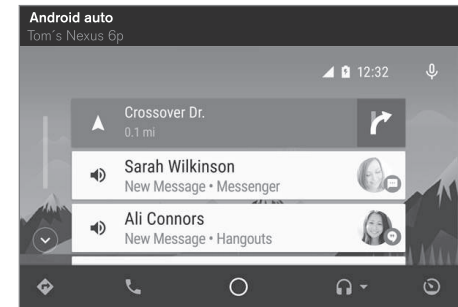 Android auto
Tom´s Nexus 6p
12:32
Crossover Dr.
0.1 mi
Sarah Wilkinson
New Message • Messenger
Ali Connors
New Message • Hangouts